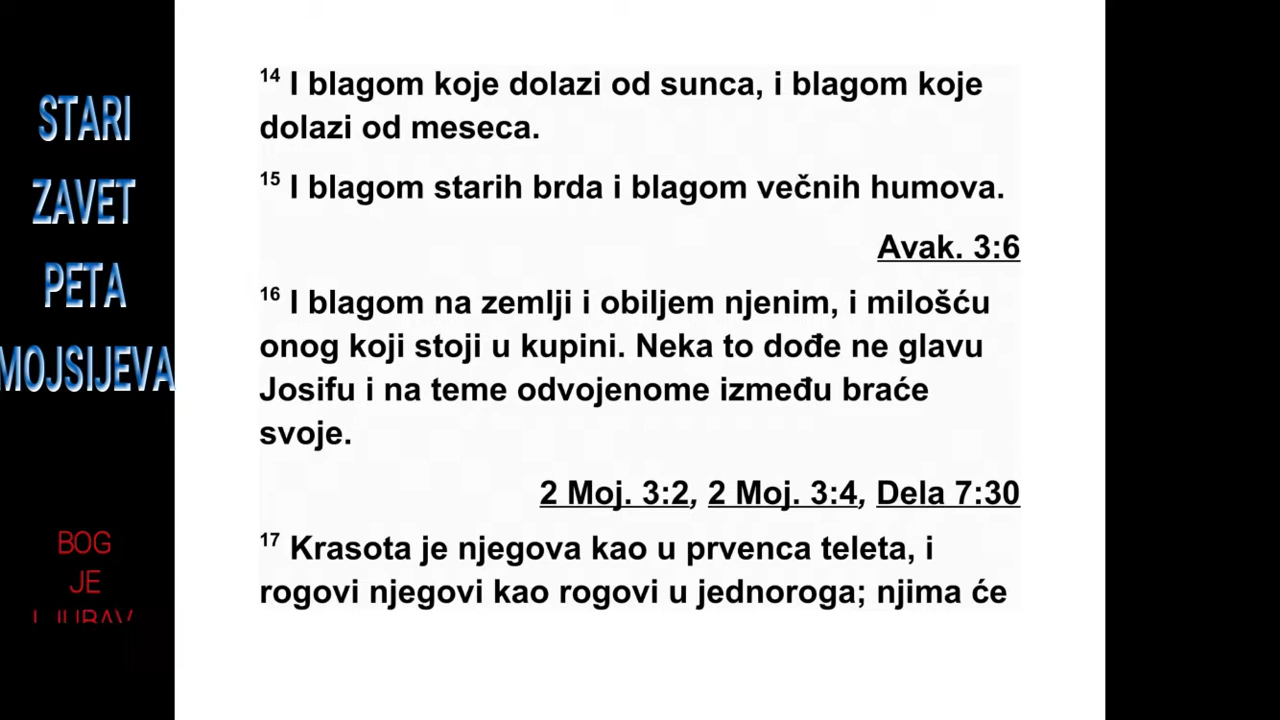 STARI
ZAVET
PETA
MOJSIJEVA
BOG
JE
LJUBAV
14 I blagom koje dolazi od sunca, i blagom koje
dolazi od meseca.
15 I blagom starih brda i blagom večnih humova.
Avak. 3:6
16 I blagom na zemlji i obiljem njenim, i milošću
onog koji stoji u kupini. Neka to dođe ne glavu
Josifu i na teme odvojenome između braće
svoje.
2 Moj. 3:2, 2 Moj. 3:4, Dela 7:30
17 Krasota je njegova kao u prvenca teleta, i
rogovi njegovi kao rogovi u jednoroga; njima će